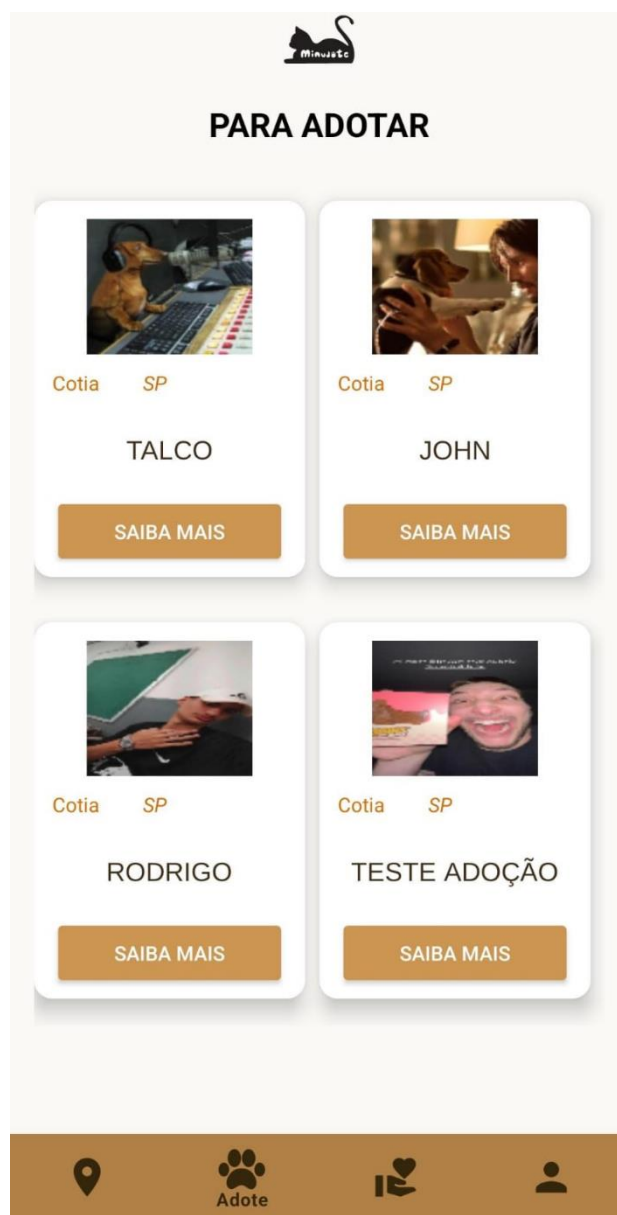 Minujote
PARA ADOTAR
Cotia SP
TALCO
SAIBA MAIS
Cotia SP
JOHN
SAIBA MAIS
Cotia SP
RODRIGO
SAIBA MAIS
Cotia SP
TESTE ADOÇÃO
SAIBA MAIS
Adote